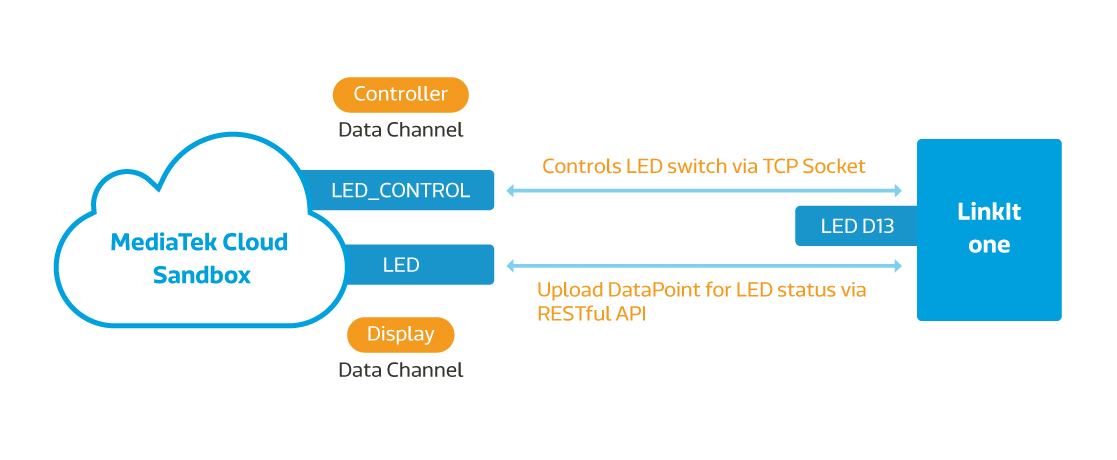 Controller
Data Channel
LED_CONTROL
Controls LED switch via TCP Socket
MediaTek Cloud
Sandbox
LED D13
LinkIt
one
LED
Upload DataPoint for LED status via
RESTful API
Display
Data Channel